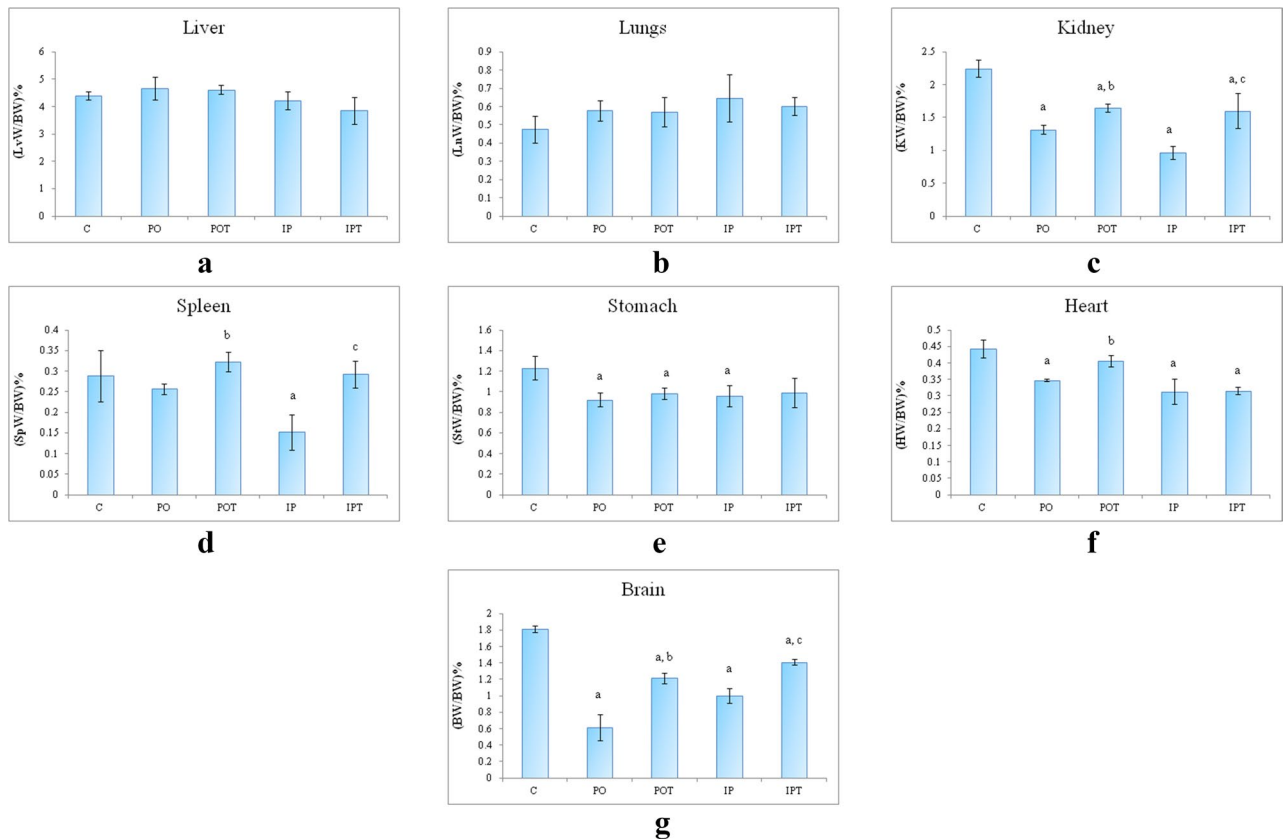 Liver
(LvW/BW)%
6
5
4
3
2
1
0
C PO POT IP IPT
a
Lungs
(LnW/BW)%
0.9
0.8
0.7
0.6
0.5
0.4
0.3
0.2
0.1
0
C PO POT IP IPT
b
Kidney
(KW/BW)%
2.5
2
1.5
1
0.5
0
a a, b a a, c
C PO POT IP IPT
c
Spleen
(SpW/BW)%
0.4
0.35
0.3
0.25
0.2
0.15
0.1
0.05
0
b a c
C PO POT IP IPT
d
Stomach
(StW/BW)%
1.6
1.4
1.2
1
0.8
0.6
0.4
0.2
0
a a a
C PO POT IP IPT
e
Heart
(HW/BW)%
0.5
0.45
0.4
0.35
0.3
0.25
0.2
0.15
0.1
0.05
0
a b a a
C PO POT IP IPT
f
Brain
(BW/BW)%
2
1.8
1.6
1.4
1.2
1
0.8
0.6
0.4
0.2
0
a a, b a a, c
C PO POT IP IPT
g